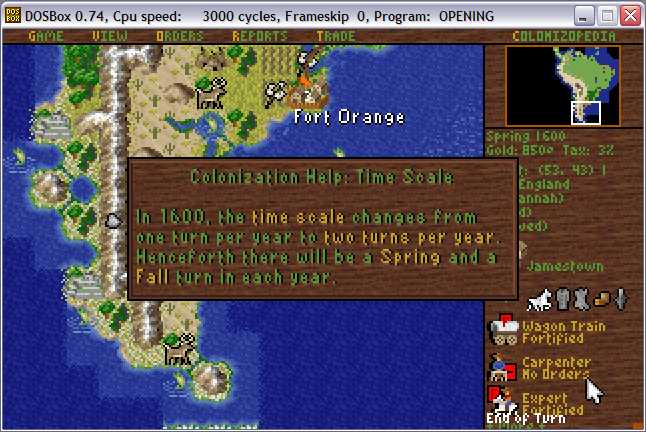 DOSBox 0.74, Cpu speed: 3000 cycles, Frameskip 0, Program: OPENING
GAME VIEW ORDERS REPORTS TRADE COLONIZOPEDIA
2
Fort Orange
Spring 1600
Gold: 850 Tax: 3%
(53, 43)
England
Colonization Help: Time Scale
In 1600, the time scale changes from
one turn per year to two turns per year.
Henceforth there will be a Spring and a
Fall turn in each year.
Jamestown
Wagon Train
Fortified
Carpenter
No Orders
Expert
Fortified
End of Turn